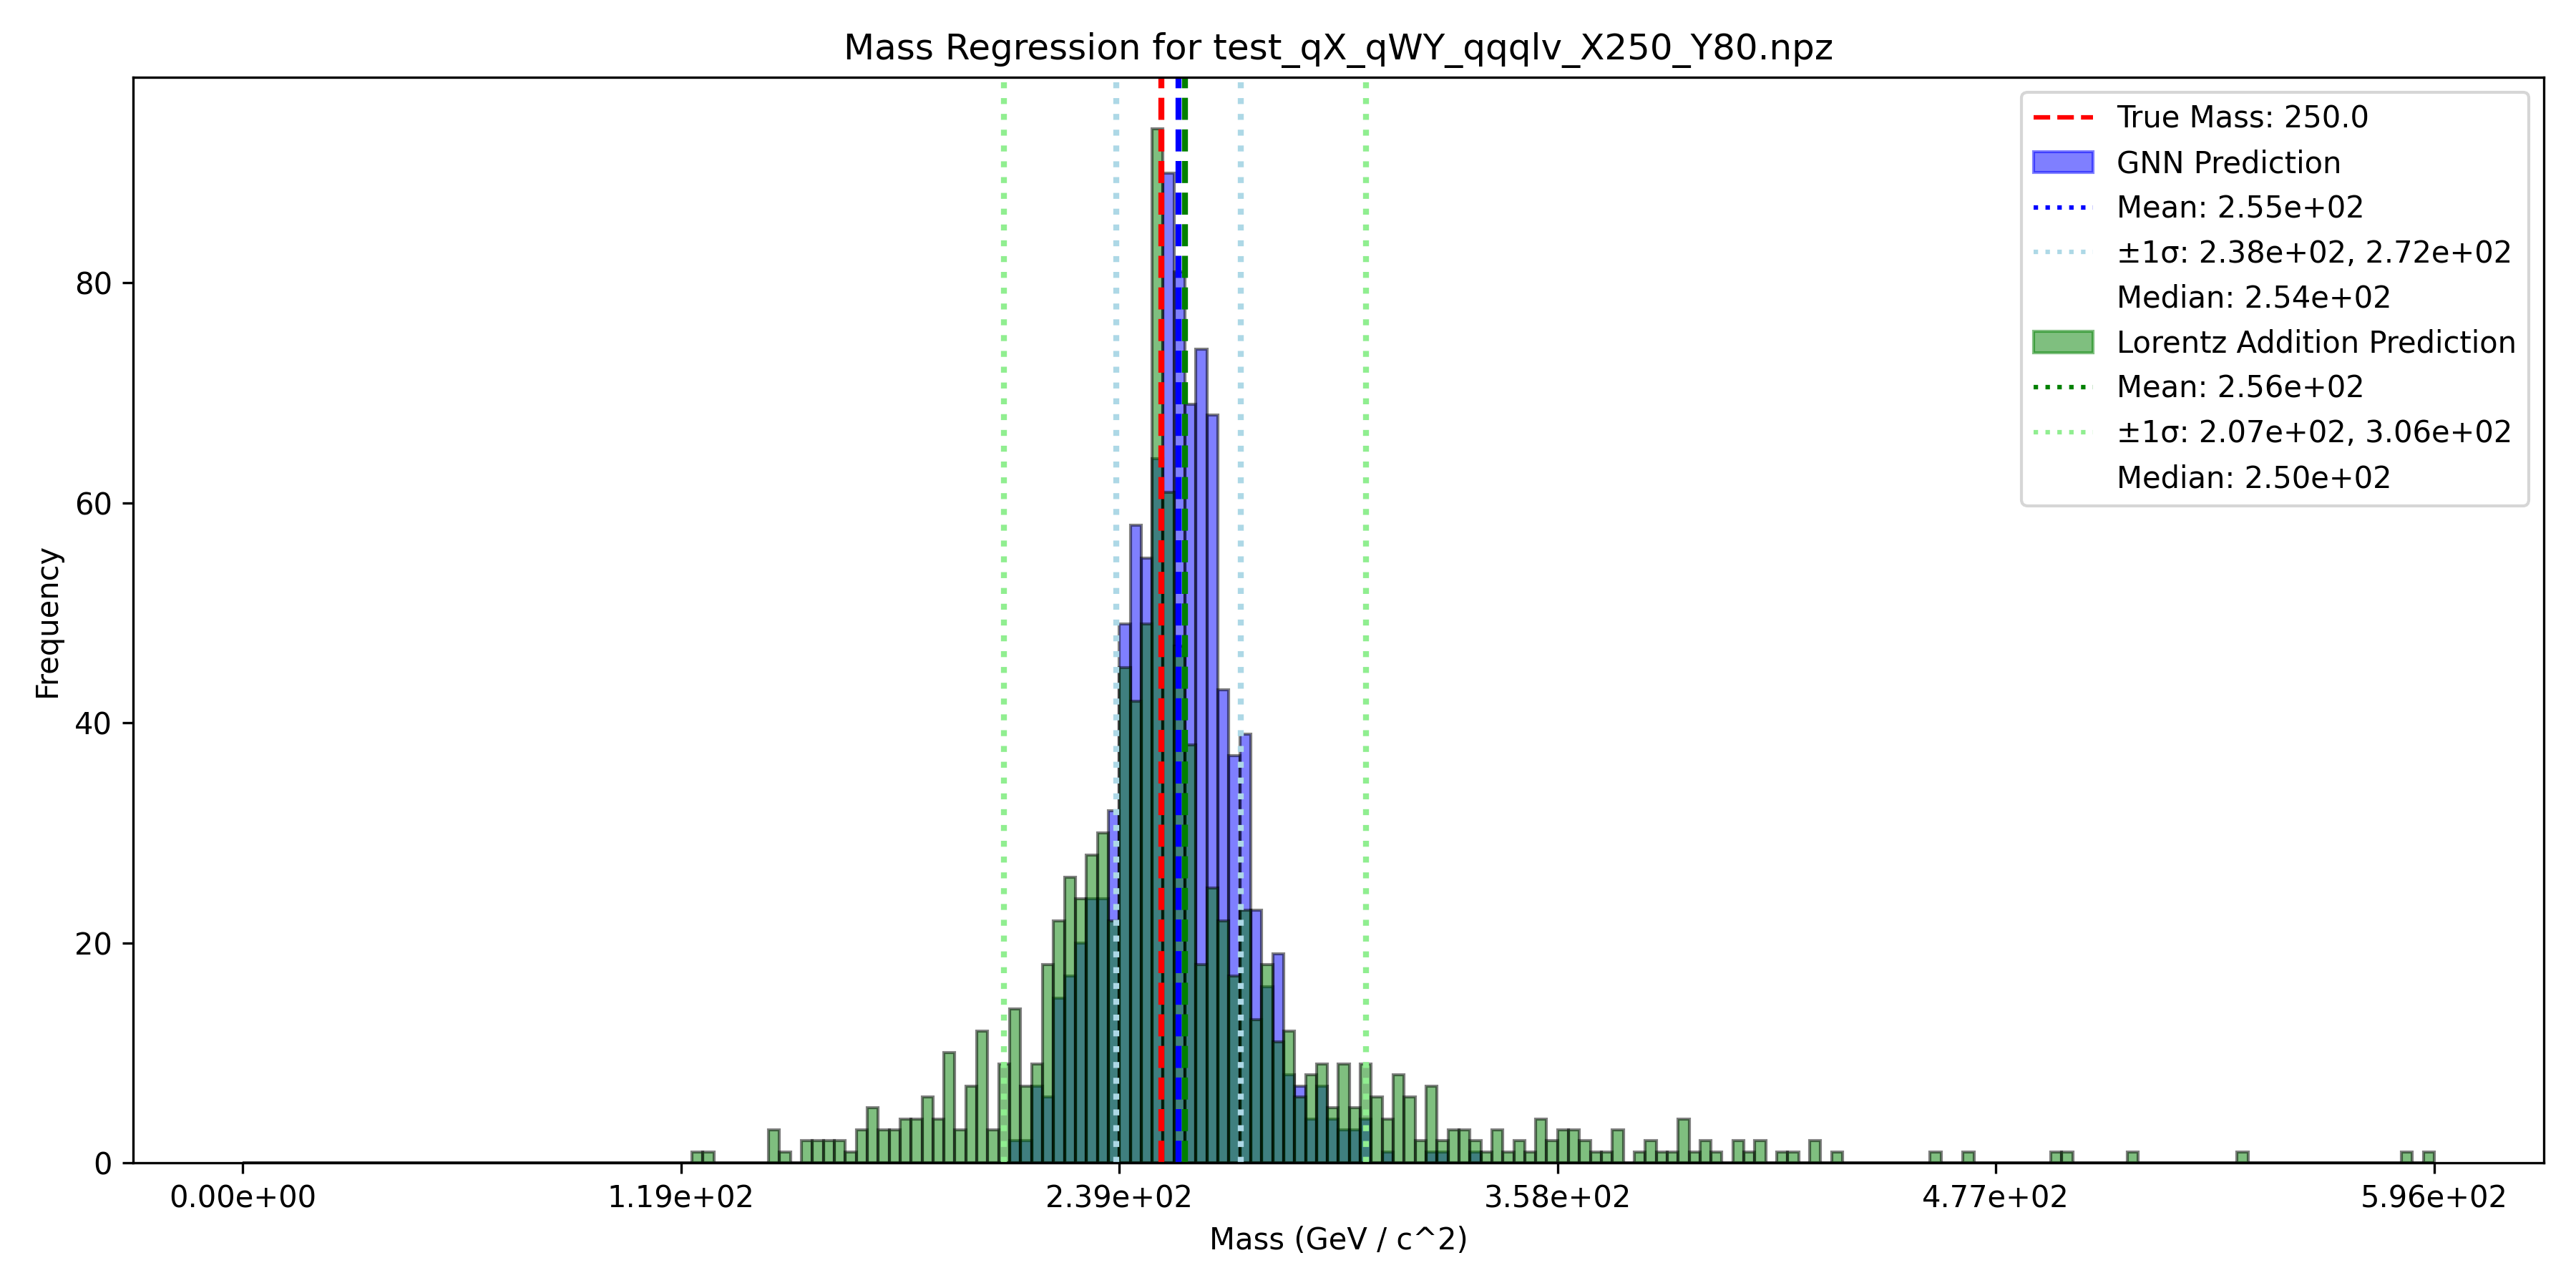 Mass Regression for test_qX_qWY_qqqlv_X250_Y80.npz
True Mass: 250.0
GNN Prediction
Mean: 2.55e+02
±1σ: 2.38e+02, 2.72e+02
Median: 2.54e+02
Lorentz Addition Prediction
Mean: 2.56e+02
±1σ: 2.07e+02, 3.06e+02
Median: 2.50e+02
Frequency
80
60
40
20
0
0.00e+00 1.19e+02 2.39e+02 3.58e+02 4.77e+02 5.96e+02
Mass (GeV / c^2)